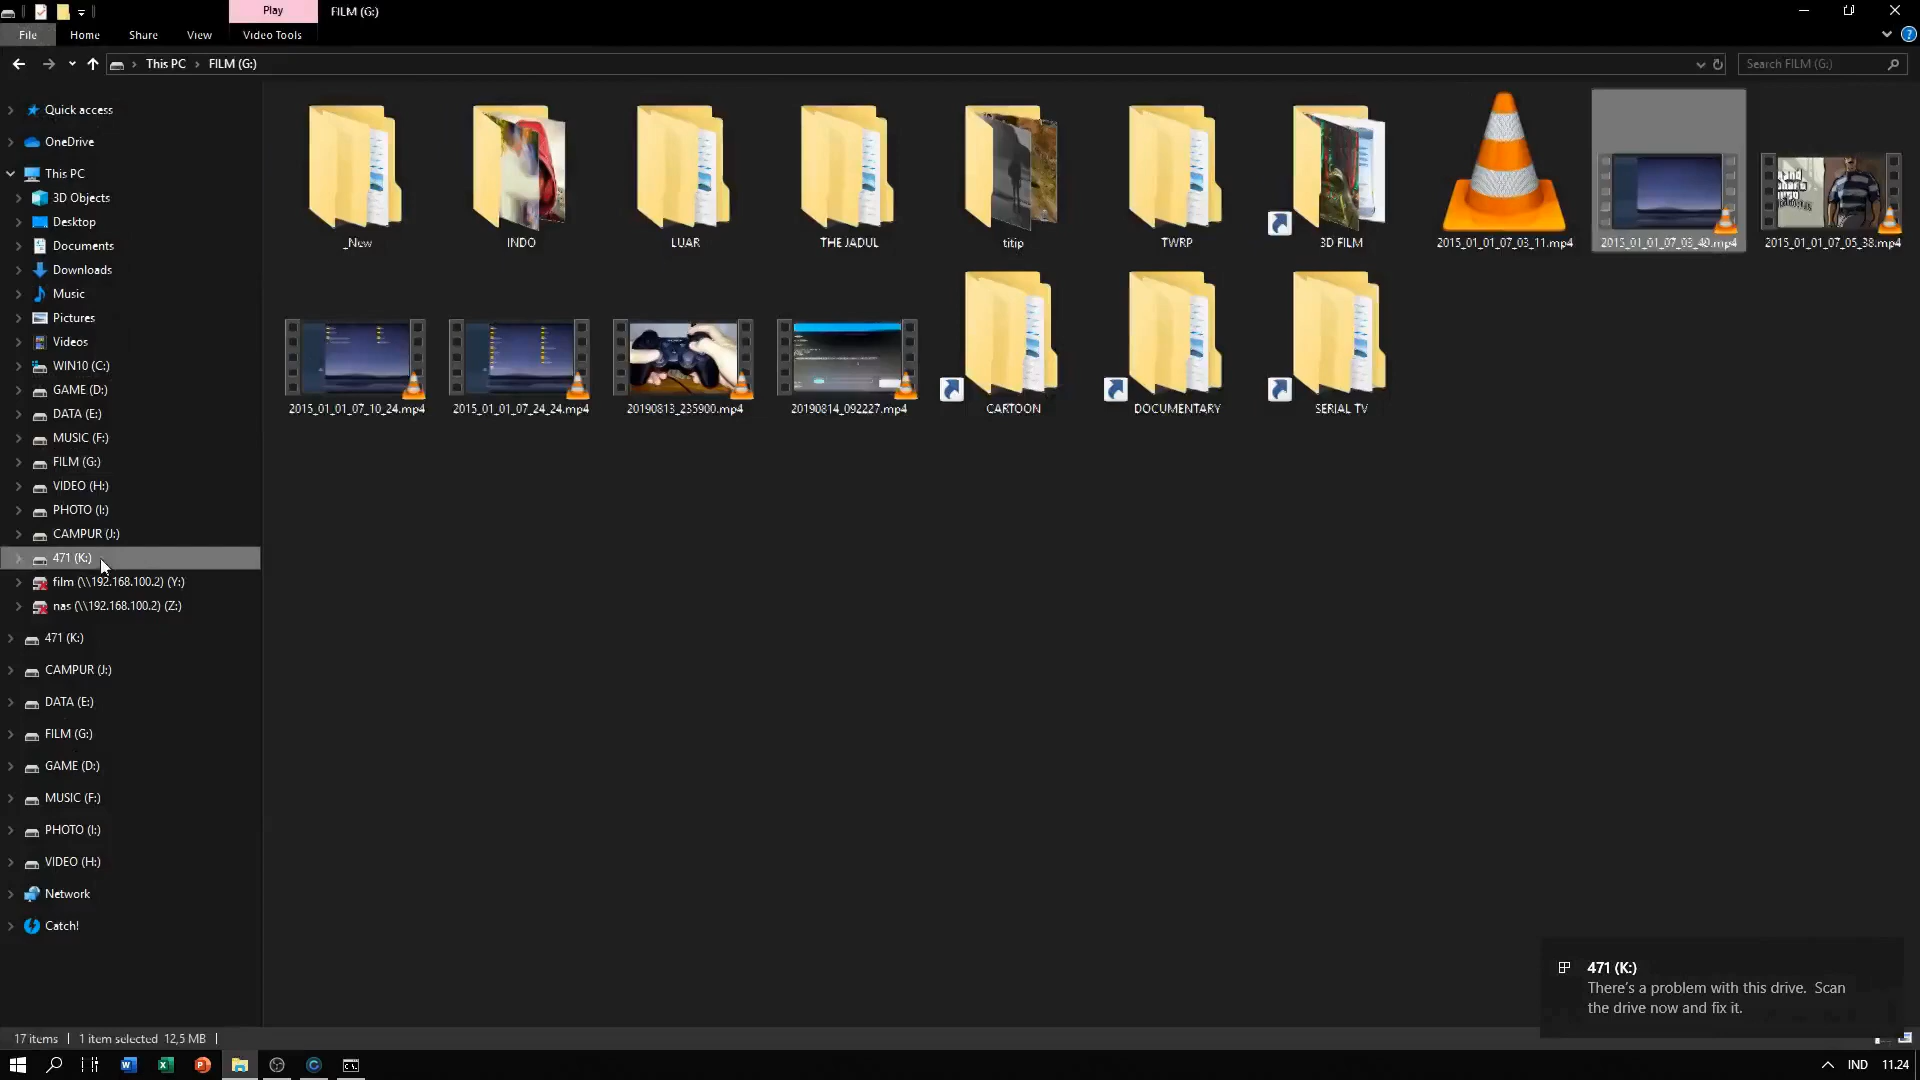 Play
FILM (G:)
File
Home
Share
View
Video Tools
This PC
FILM (G:)
Search FILM (G:)
Quick access
OneDrive
This PC
3D Objects
Desktop
Documents
Downloads
Music
Pictures
Videos
WIN10 (C:)
GAME (D:)
DATA (E:)
MUSIC (F:)
FILM (G:)
VIDEO (H:)
PHOTO (I:)
CAMPUR (J:)
471 (K:)
film (\\192.168.100.2) (Y:)
nas (\\192.168.100.2) (Z:)
471 (K:)
CAMPUR (J:)
DATA (E:)
FILM (G:)
GAME (D:)
MUSIC (F:)
PHOTO (I:)
VIDEO (H:)
Network
Catch!
_New
INDO
LUAR
THE JADUL
titip
TWRP
3D FILM
2015_01_01_07_03_11.mp4
2015_01_01_07_03_40.mp4
2015_01_01_07_05_38.mp4
2015_01_01_07_10_24.mp4
2015_01_01_07_24_24.mp4
20190813_235900.mp4
20190814_092227.mp4
CARTOON
DOCUMENTARY
SERIAL TV
471 (K:)
There's a problem with this drive. Scan
the drive now and fix it.
17 items
1 item selected 12,5 MB
IND
11.24